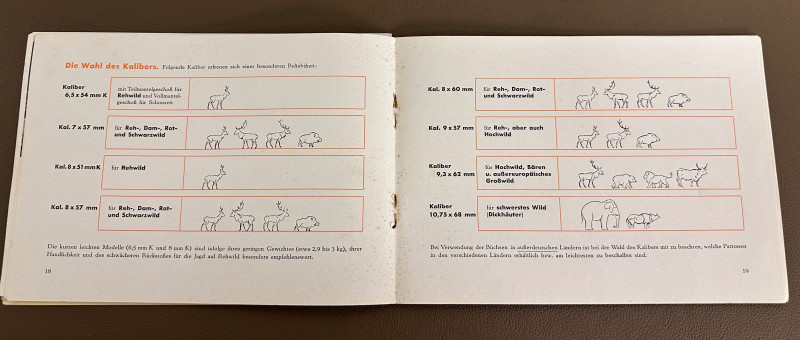 Die Wahl des Kalibers. Folgende Kaliber erfreuen sich einer besonderen Beliebtheit:
Kaliber
6,5 x 54 mm K
mit Teilmantelgeschoß für
Rehwild und Vollmantel-
geschoß für Schonzeit
Kal. 7 x 57 mm
für Reh-, Dam-, Rot-
und Schwarzwild
Kal. 8 x 51 mm K
für Rehwild
Kal. 8 x 57 mm
für Reh-, Dam-, Rot-
und Schwarzwild
Die kurzen leichten Modelle (6,5 mm K und 8 mm K) sind infolge ihres geringen Gewichtes (etwa 2,9 bis 3 kg), ihrer
Handlichkeit und des schwächeren Rückstoßes für die Jagd auf Rehwild besonders empfehlenswert.
18
Kal. 8 x 60 mm
für Reh-, Dam-, Rot-
und Schwarzwild
Kal. 9 x 57 mm
für Reh-, aber auch
Hochwild
Kaliber
9,3 x 62 mm
für Hochwild, Bären
u. außereuropäisches
Großwild
Kaliber
10,75 x 68 mm
für schwerstes Wild
(Dickhäuter)
Bei Verwendung der Büchsen in außerdeutschen Ländern ist bei der Wahl des Kalibers mit zu beachten, welche Patronen
in den verschiedenen Ländern erhältlich bzw. am leichtesten zu beschaffen sind.
19